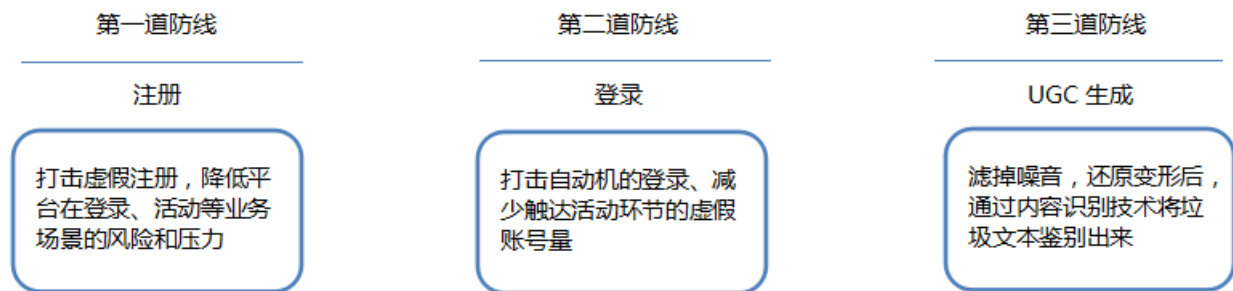 第一道防线
注册
打击虚假注册，降低平
台在登录、活动等业务
场景的风险和压力
第二道防线
登录
打击自动机的登录、减
少触达活动环节的虚假
账号量
第三道防线
UGC 生成
滤掉噪音，还原变形后，
通过内容识别技术将垃
圾文本鉴别出来